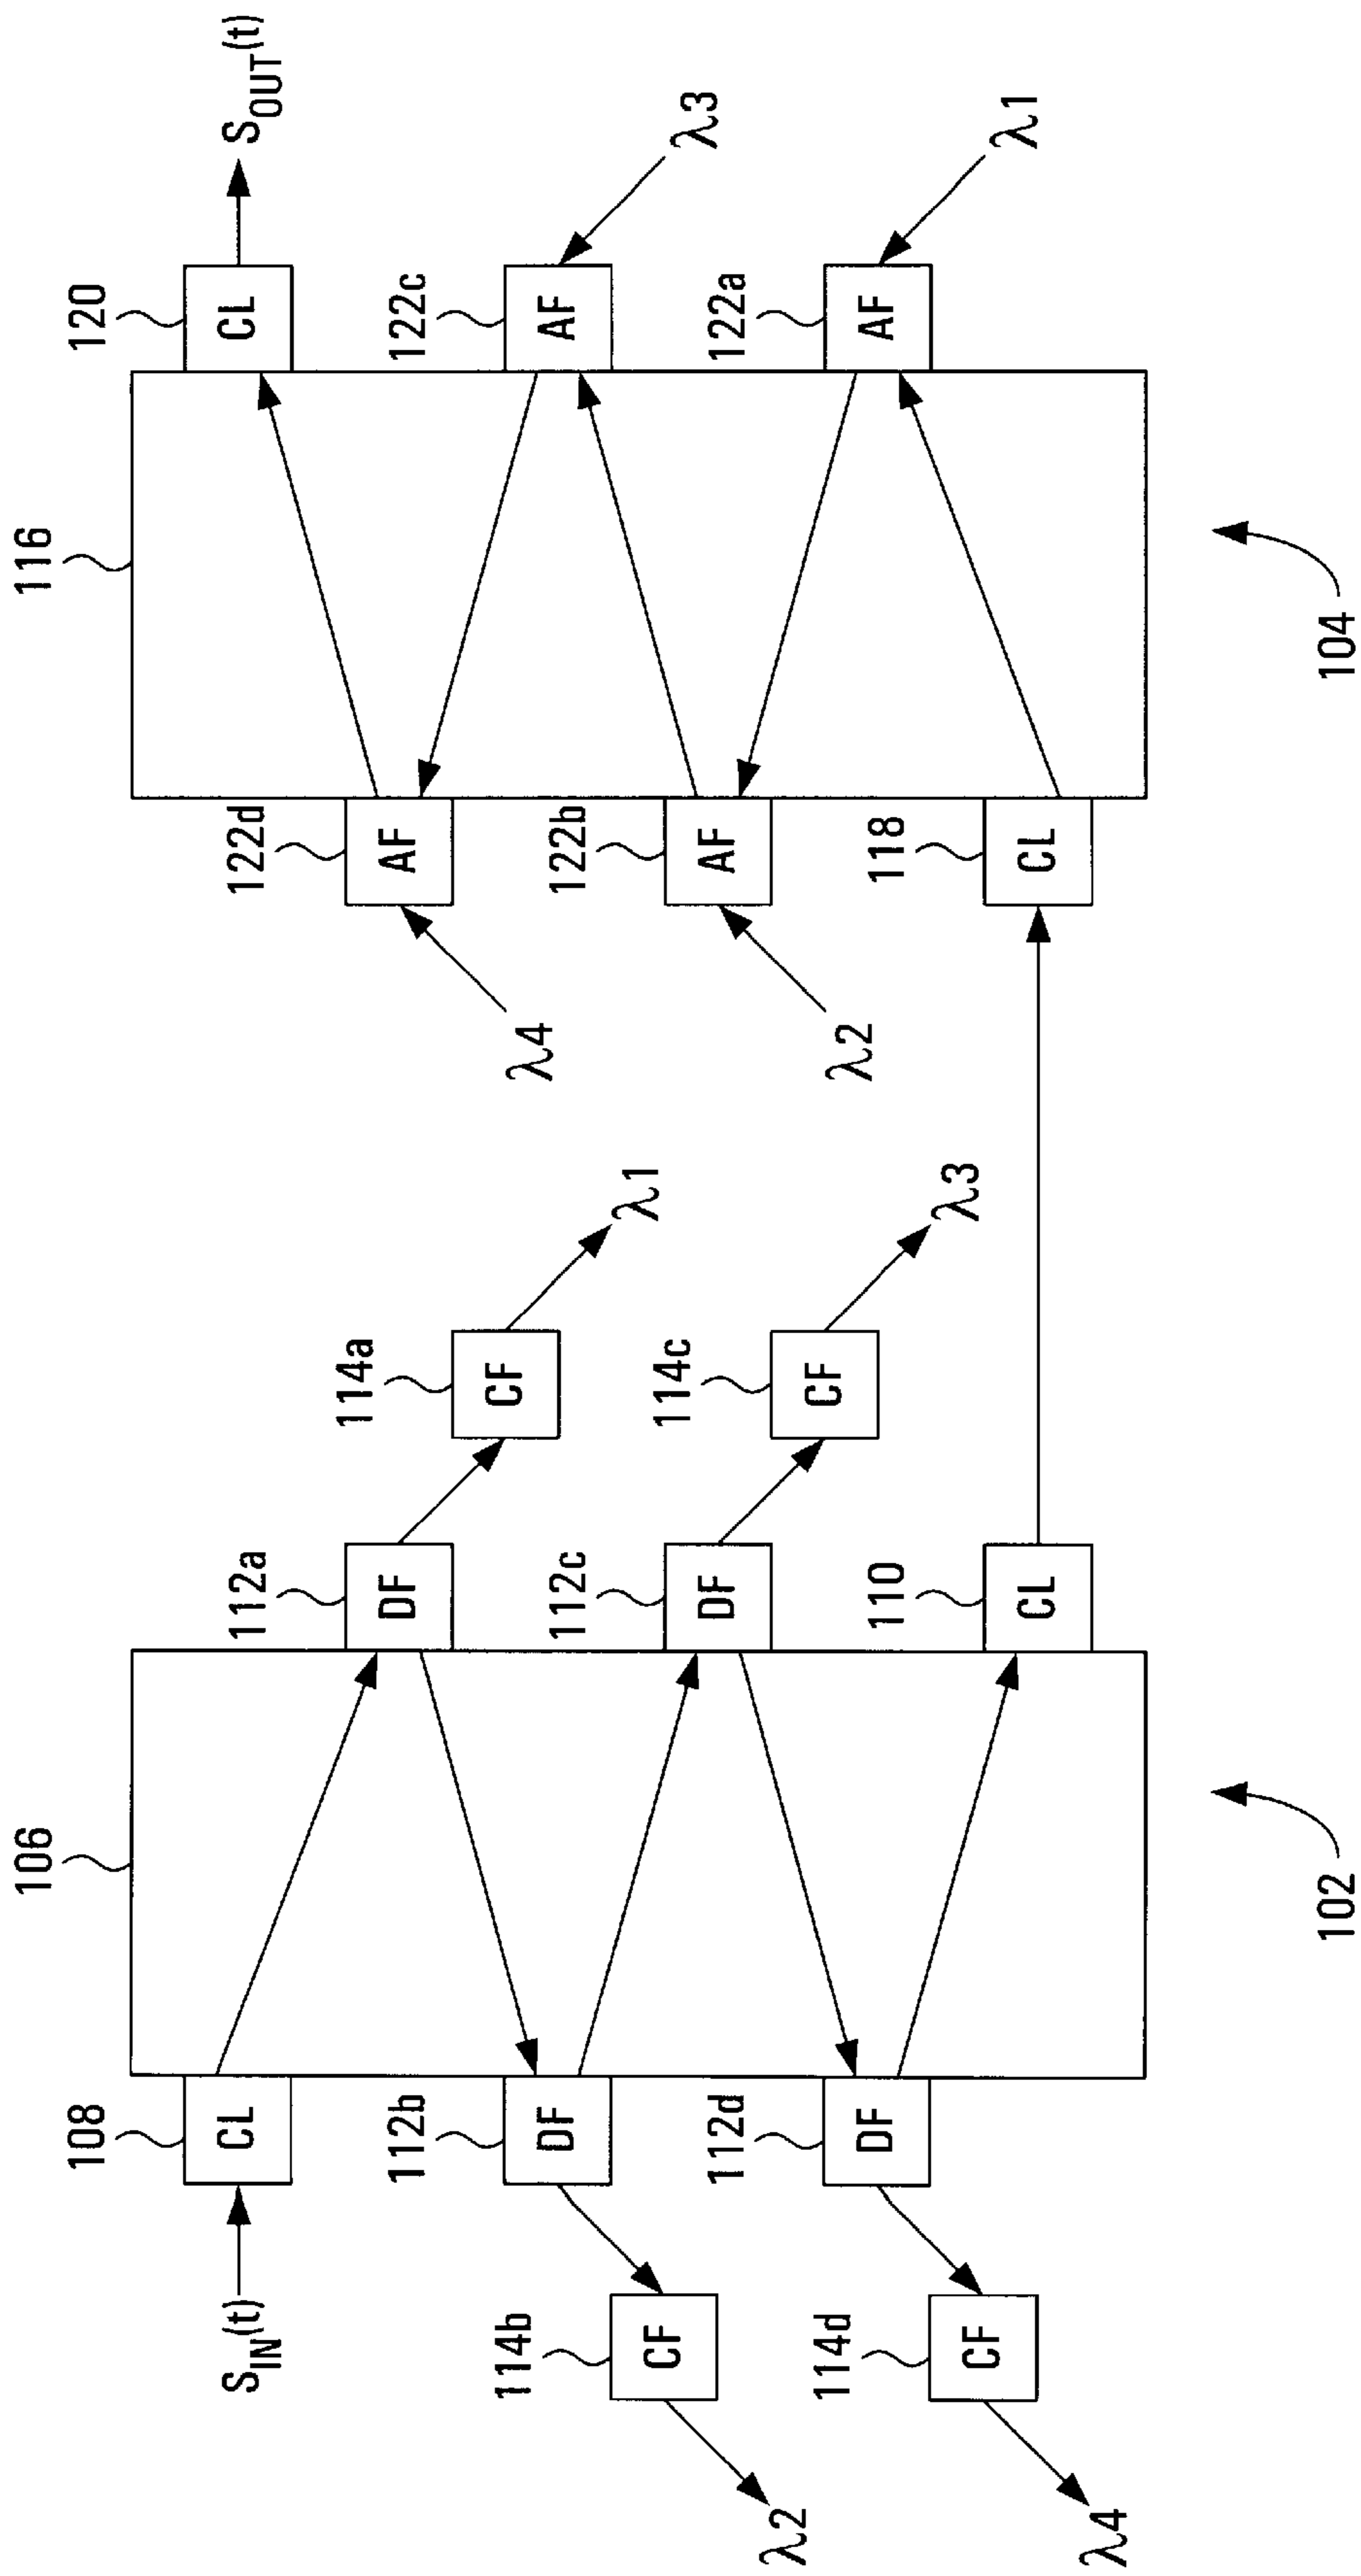 S_IN(t)
108
CL
106
112a
DF
114a
CF
λ1
112b
DF
114b
CF
λ2
112c
DF
114c
CF
λ3
112d
DF
114d
CF
λ4
110
CL
102
116
120
CL
S_OUT(t)
122d
AF
λ4
122c
AF
λ3
122b
AF
λ2
122a
AF
λ1
118
CL
104